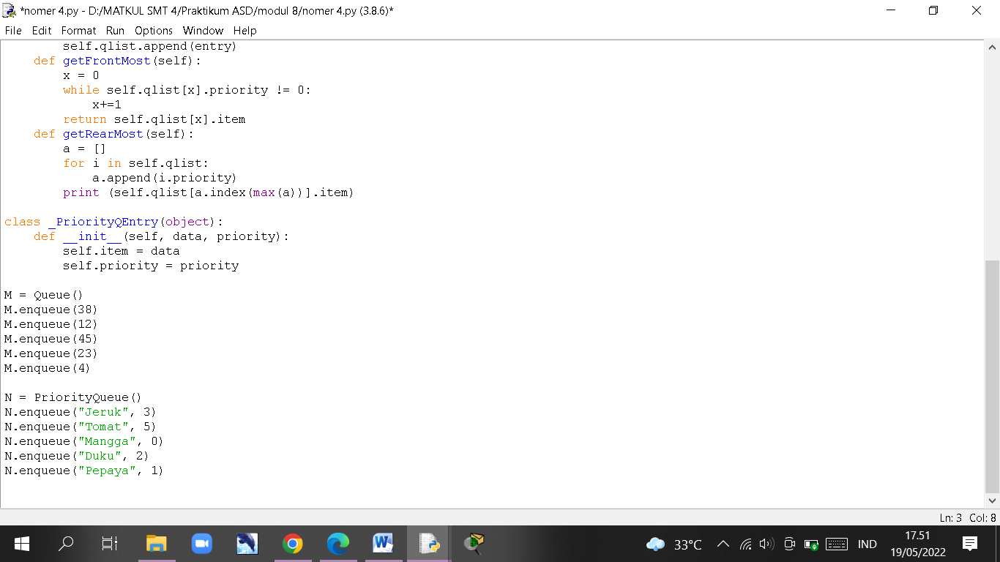 *nomer 4.py - D:/MATKUL SMT 4/Praktikum ASD/modul 8/nomer 4.py (3.8.6)*
File Edit Format Run Options Window Help
        self.qlist.append(entry)
    def getFrontMost(self):
        x = 0
        while self.qlist[x].priority != 0:
            x+=1
        return self.qlist[x].item
    def getRearMost(self):
        a = []
        for i in self.qlist:
            a.append(i.priority)
        print (self.qlist[a.index(max(a))].item)

class _PriorityQEntry(object):
    def __init__(self, data, priority):
        self.item = data
        self.priority = priority

M = Queue()
M.enqueue(38)
M.enqueue(12)
M.enqueue(45)
M.enqueue(23)
M.enqueue(4)

N = PriorityQueue()
N.enqueue("Jeruk", 3)
N.enqueue("Tomat", 5)
N.enqueue("Mangga", 0)
N.enqueue("Duku", 2)
N.enqueue("Pepaya", 1)
Ln: 3 Col: 8
33°C IND 17.51
19/05/2022